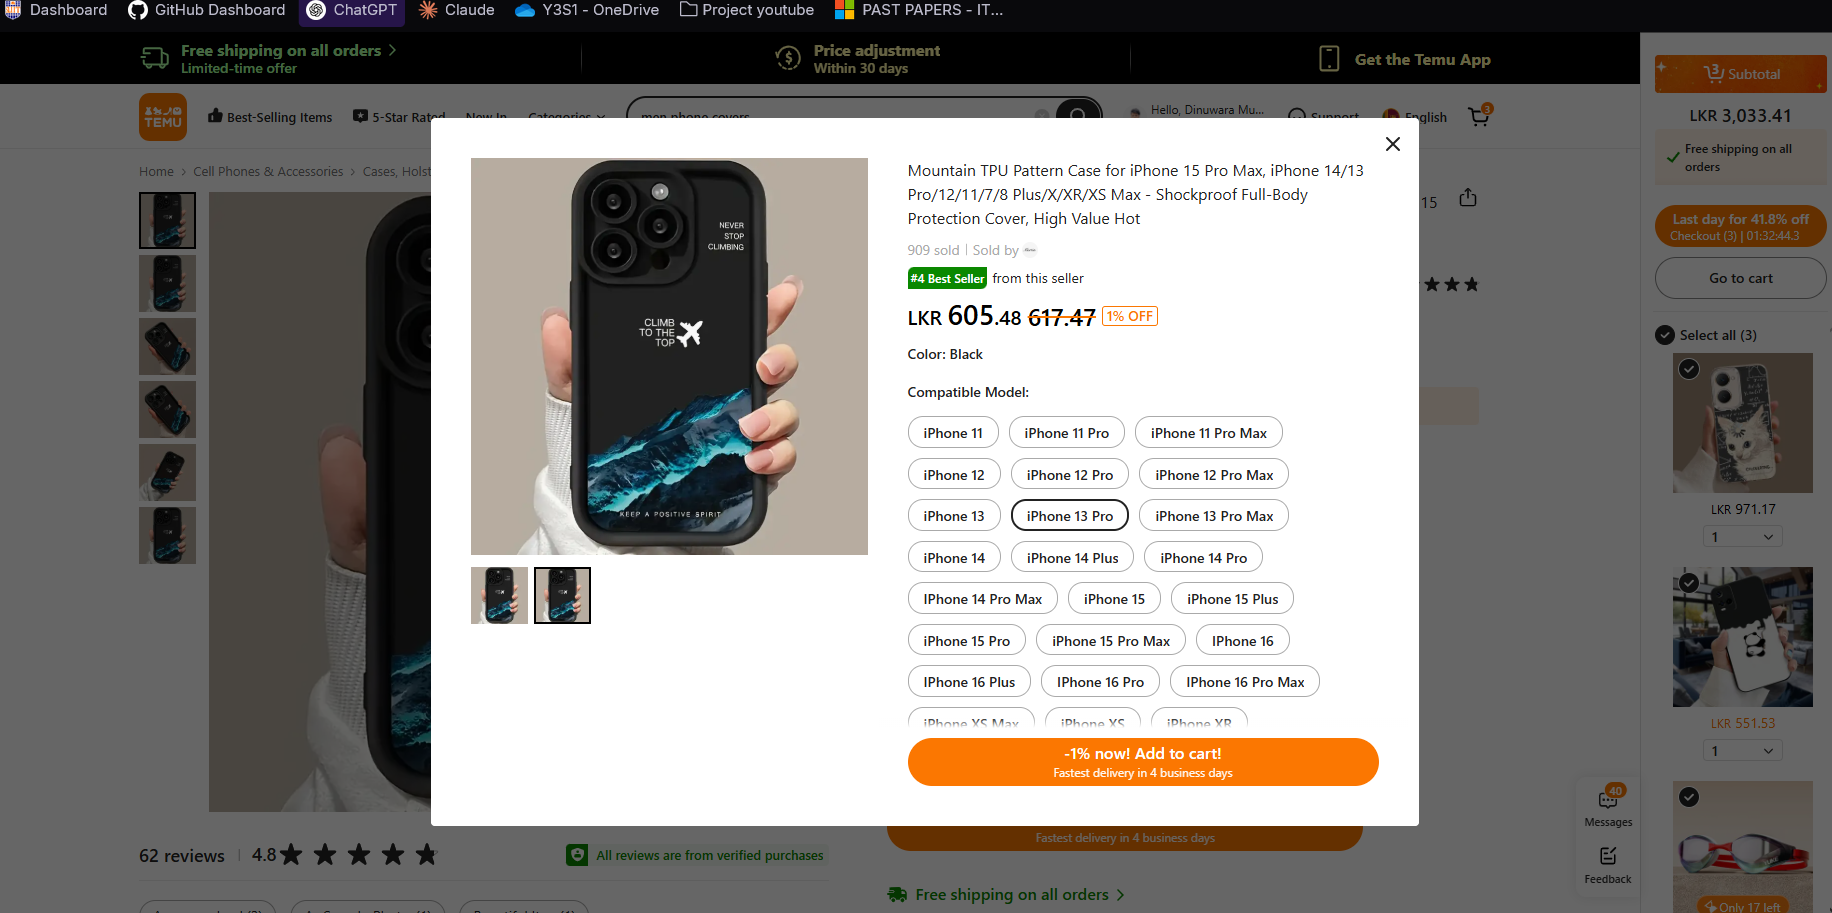 Dashboard
GitHub Dashboard
ChatGPT
Claude
Y3S1 - OneDrive
Project youtube
PAST PAPERS - IT...
Free shipping on all orders
Limited-time offer
Price adjustment
Within 30 days
Get the Temu App
TEMU
Best-Selling Items
5-Star Rated
New In
Categories
men phone covers
Hello, Dinuwara Mu...
Support
English
3
Home
Cell Phones & Accessories
Cases, Holst
15
Mountain TPU Pattern Case for iPhone 15 Pro Max, iPhone 14/13
Pro/12/11/7/8 Plus/X/XR/XS Max - Shockproof Full-Body
Protection Cover, High Value Hot
909 sold | Sold by
#4 Best Seller from this seller
LKR 605.48 617.47 1% OFF
Color: Black
Compatible Model:
iPhone 11
iPhone 11 Pro
iPhone 11 Pro Max
iPhone 12
iPhone 12 Pro
iPhone 12 Pro Max
iPhone 13
iPhone 13 Pro
iPhone 13 Pro Max
iPhone 14
iPhone 14 Plus
iPhone 14 Pro
IPhone 14 Pro Max
iPhone 15
iPhone 15 Plus
iPhone 15 Pro
iPhone 15 Pro Max
IPhone 16
IPhone 16 Plus
IPhone 16 Pro
IPhone 16 Pro Max
iPhone XS Max
iPhone XS
iPhone XR
-1% now! Add to cart!
Fastest delivery in 4 business days
NEVER
STOP
CLIMBING
CLIMB
TO THE
TOP
KEEP A POSITIVE SPIRIT
62 reviews
4.8
All reviews are from verified purchases
Fastest delivery in 4 business days
Free shipping on all orders
3
Subtotal
LKR 3,033.41
Free shipping on all
orders
Last day for 41.8% off
Checkout (3) | 01:32:44.3
Go to cart
Select all (3)
LKR 971.17
1
LKR 551.53
1
Only 17 left
40
Messages
Feedback